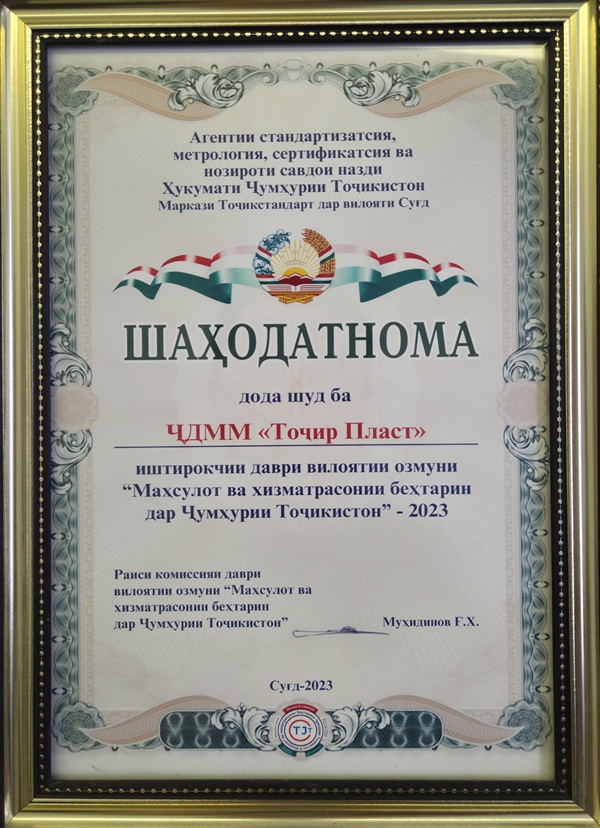 Агентии стандартизатсия,
метрология, сертификатсия ва
нозироти савдои назди
Ҳукумати Ҷумҳурии Тоҷикистон
Маркази Тоҷикстандарт дар вилояти Суғд
ШАҲОДАТНОМА
дода шуд ба
ҶДММ «Тоҷир Пласт»
иштирокчии даври вилоятии озмуни
“Маҳсулот ва хизматрасонии беҳтарин
дар Ҷумҳурии Тоҷикистон” - 2023
Раиси комиссияи даври
вилоятии озмуни “Маҳсулот ва
хизматрасонии беҳтарин
дар Ҷумҳурии Тоҷикистон”
Муҳидинов Ғ.Х.
Суғд-2023